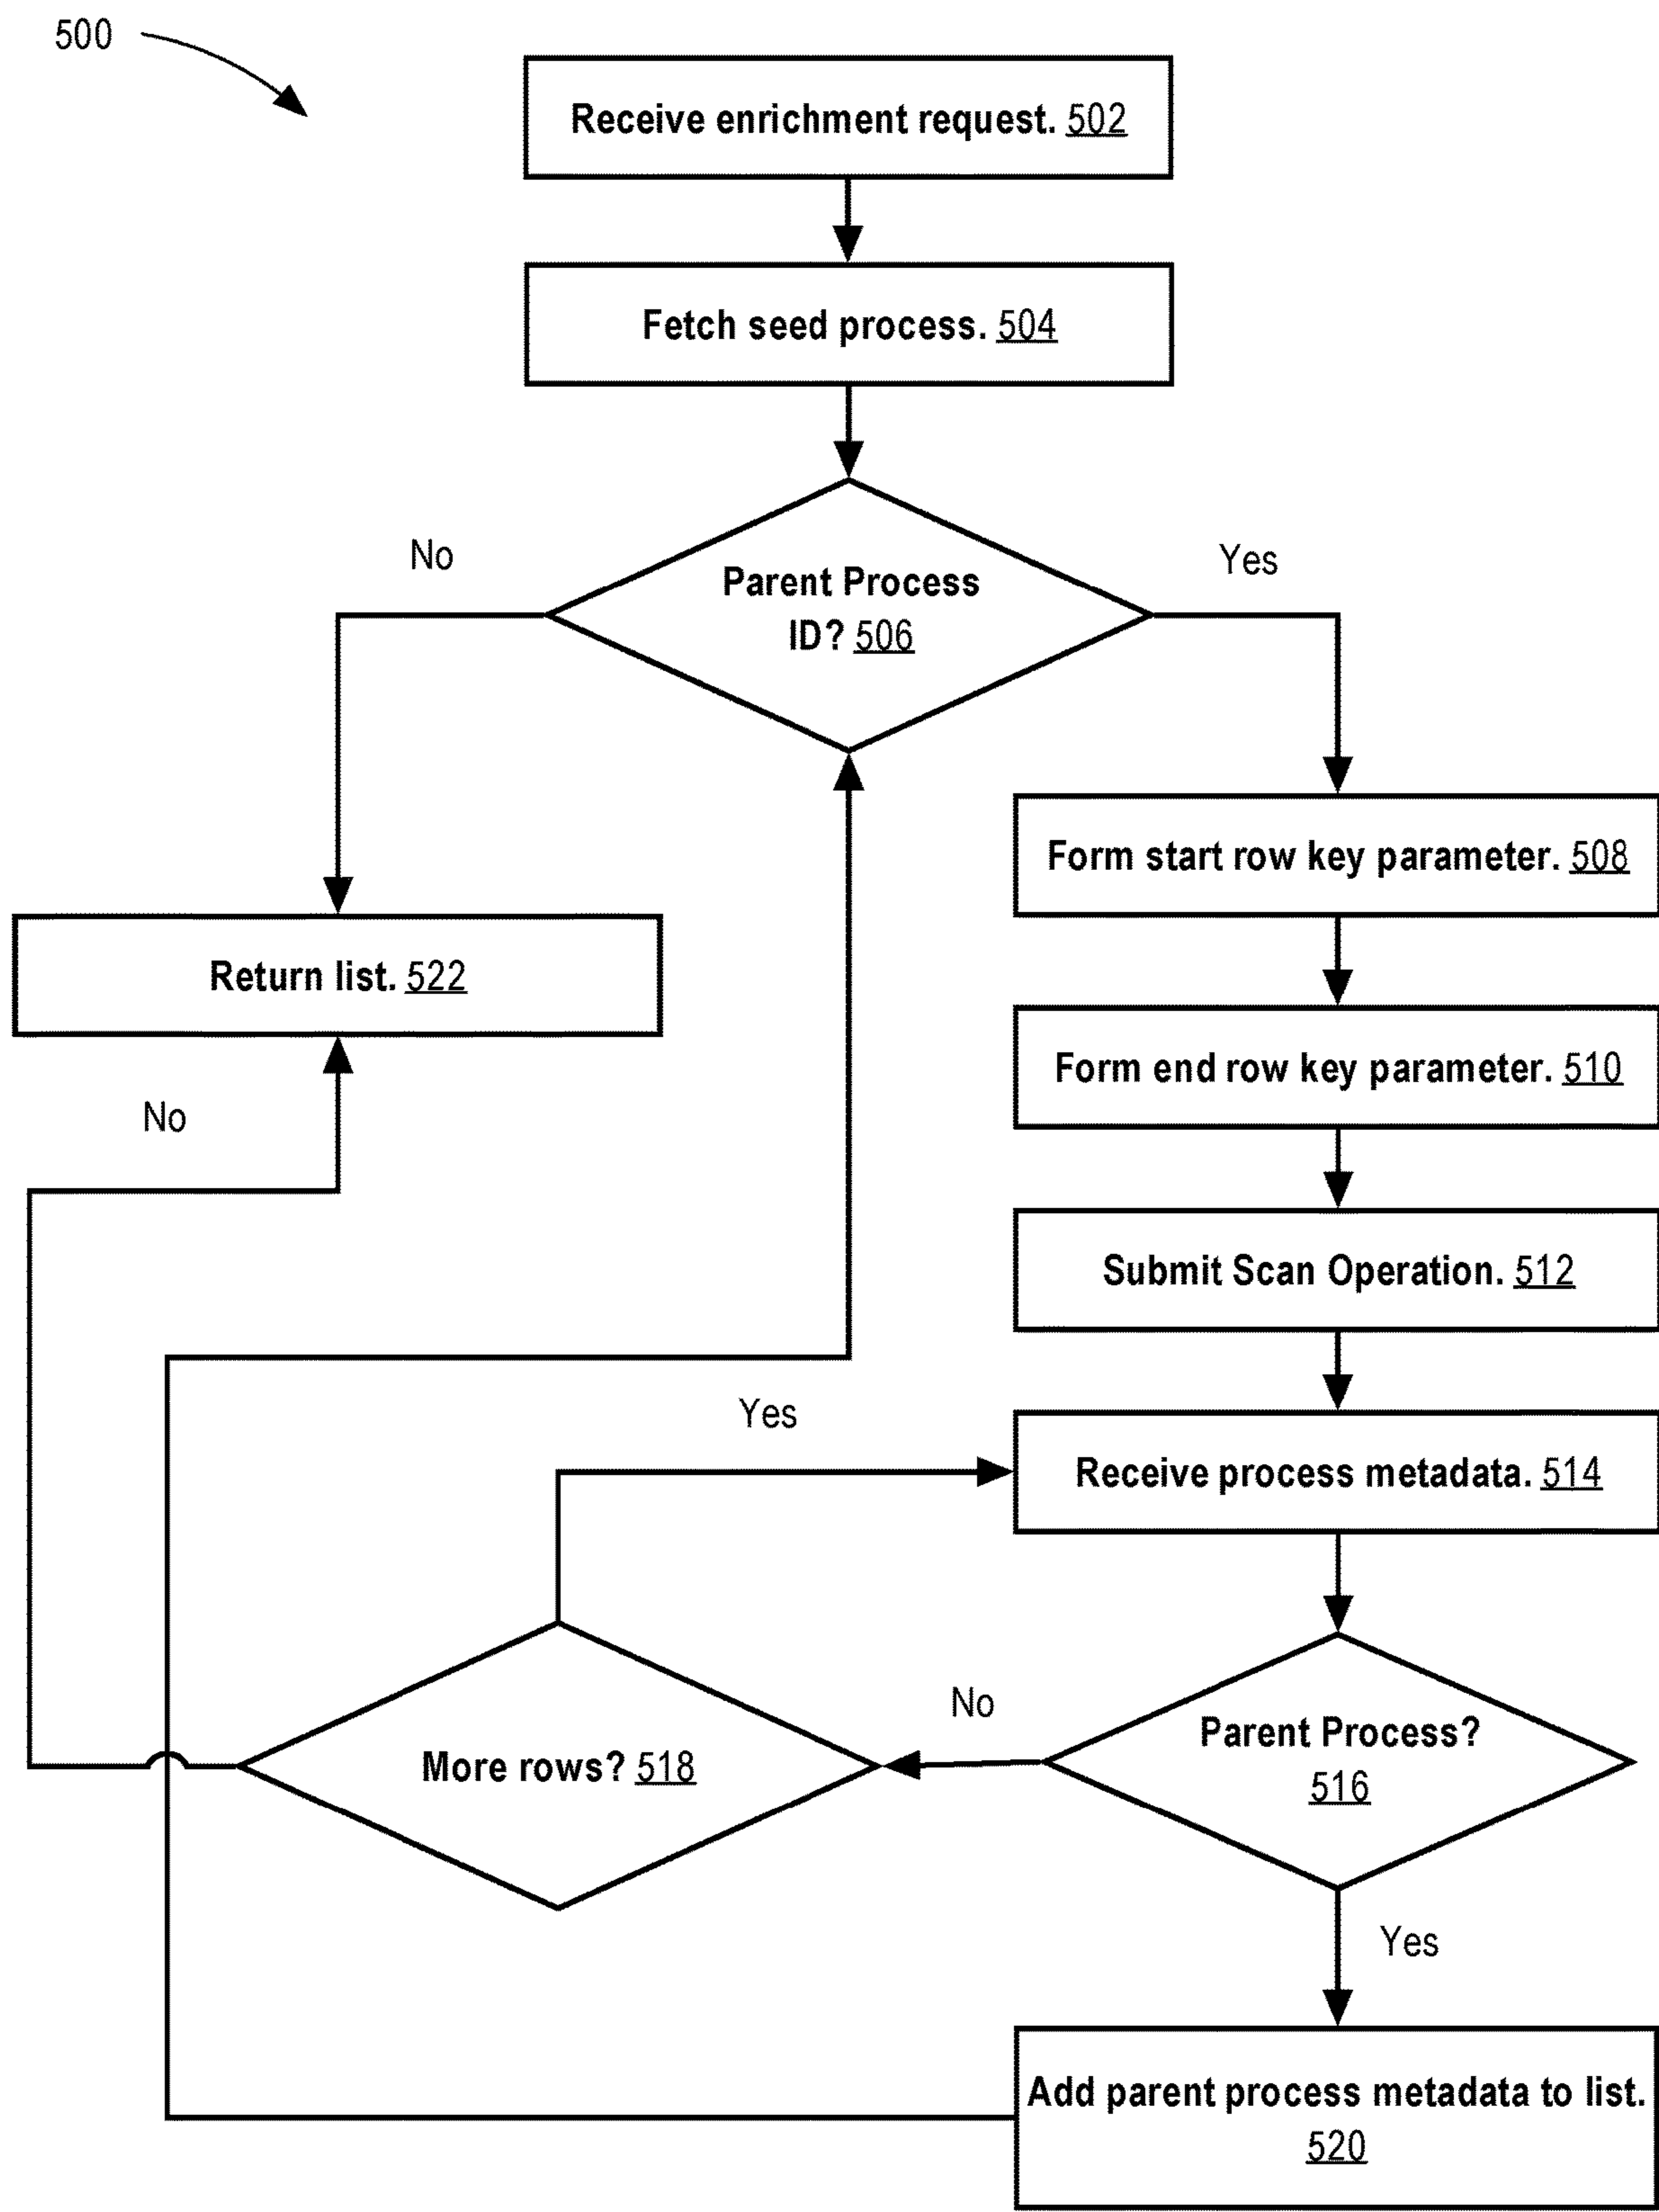 500
Receive enrichment request. 502
Fetch seed process. 504
No
Yes
Parent Process
ID? 506
Form start row key parameter. 508
Return list. 522
Form end row key parameter. 510
No
Submit Scan Operation. 512
Yes
Receive process metadata. 514
No
Parent Process?
516
More rows? 518
Yes
Add parent process metadata to list.
520